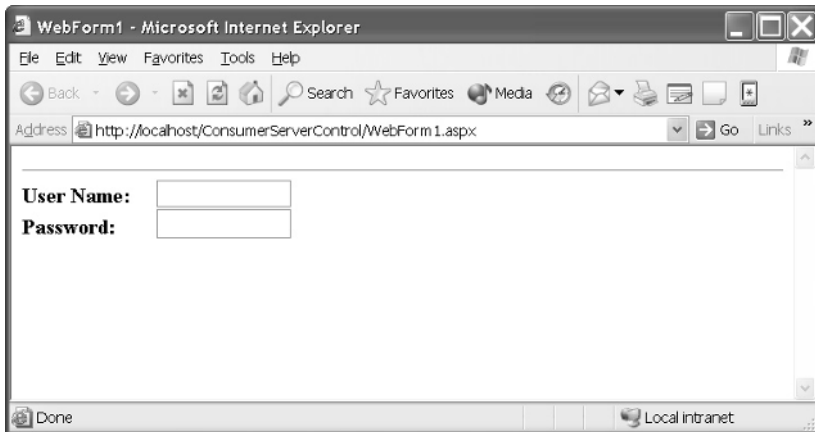 WebForm1 - Microsoft Internet Explorer
File Edit View Favorites Tools Help
Back Search Favorites Media
Address http://localhost/ConsumerServerControl/WebForm1.aspx Go Links »
User Name:
Password:
Done Local intranet